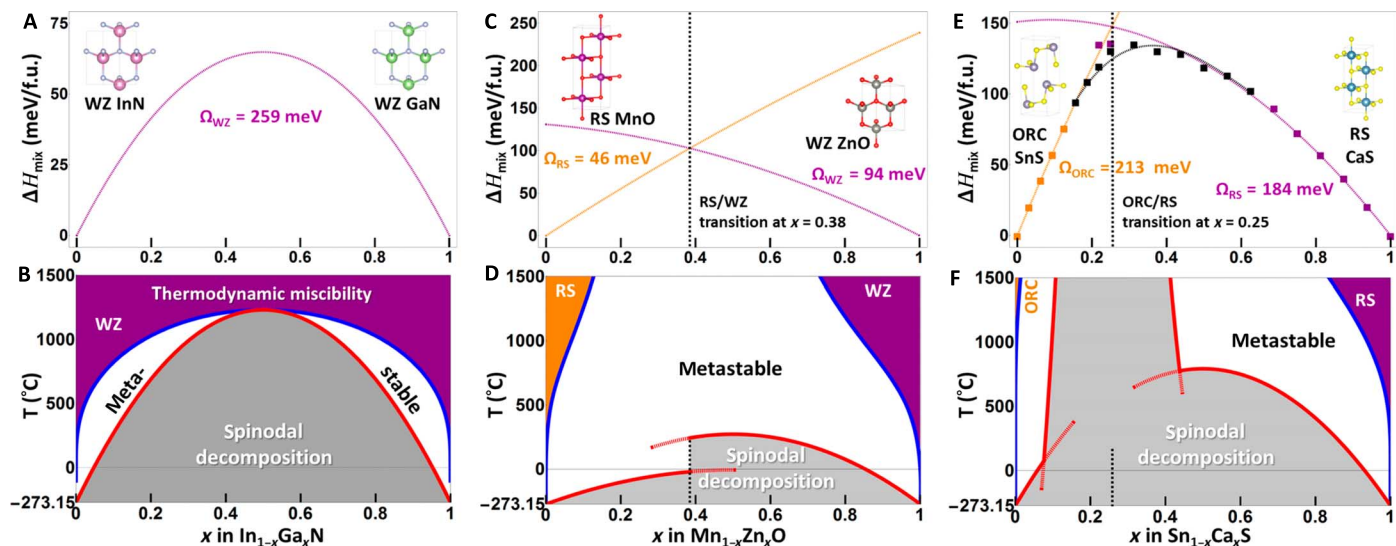 A
ΔHmix (meV/f.u.)
75
50
25
0
WZ InN
WZ GaN
ΩWZ = 259 meV
0 0.2 0.4 0.6 0.8 1
B
T (°C)
1500
1000
500
0
−273.15
Thermodynamic miscibility
WZ
Meta-
stable
Spinodal
decomposition
0 0.2 0.4 0.6 0.8 1
x in In1−xGaxN
C
ΔHmix (meV/f.u.)
250
200
150
100
50
0
RS MnO
WZ ZnO
ΩRS = 46 meV
ΩWZ = 94 meV
RS/WZ
transition at x = 0.38
0 0.2 0.4 0.6 0.8 1
D
T (°C)
1500
1000
500
0
−273.15
RS
WZ
Metastable
Spinodal
decomposition
0 0.2 0.4 0.6 0.8 1
x in Mn1−xZnxO
E
ΔHmix (meV/f.u.)
150
100
50
0
ORC
SnS
RS
CaS
ΩORC = 213 meV
ΩRS = 184 meV
ORC/RS
transition at x = 0.25
0 0.2 0.4 0.6 0.8 1
F
T (°C)
1500
1000
500
0
−273.15
ORC
RS
Metastable
Spinodal
decomposition
0 0.2 0.4 0.6 0.8 1
x in Sn1−xCaxS